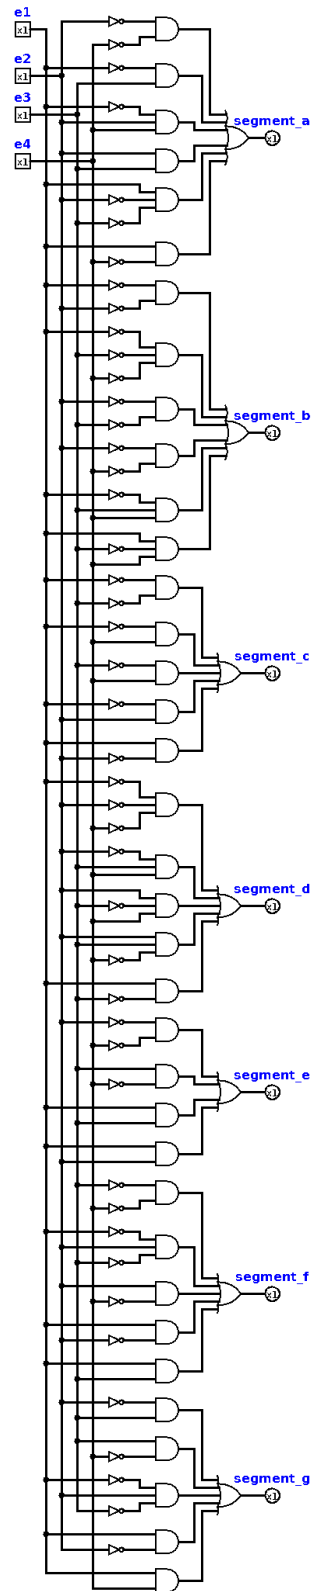 e1
x1
e2
x1
e3
x1
e4
x1
segment_a
x1
segment_b
x1
segment_c
x1
segment_d
x1
segment_e
x1
segment_f
x1
segment_g
x1